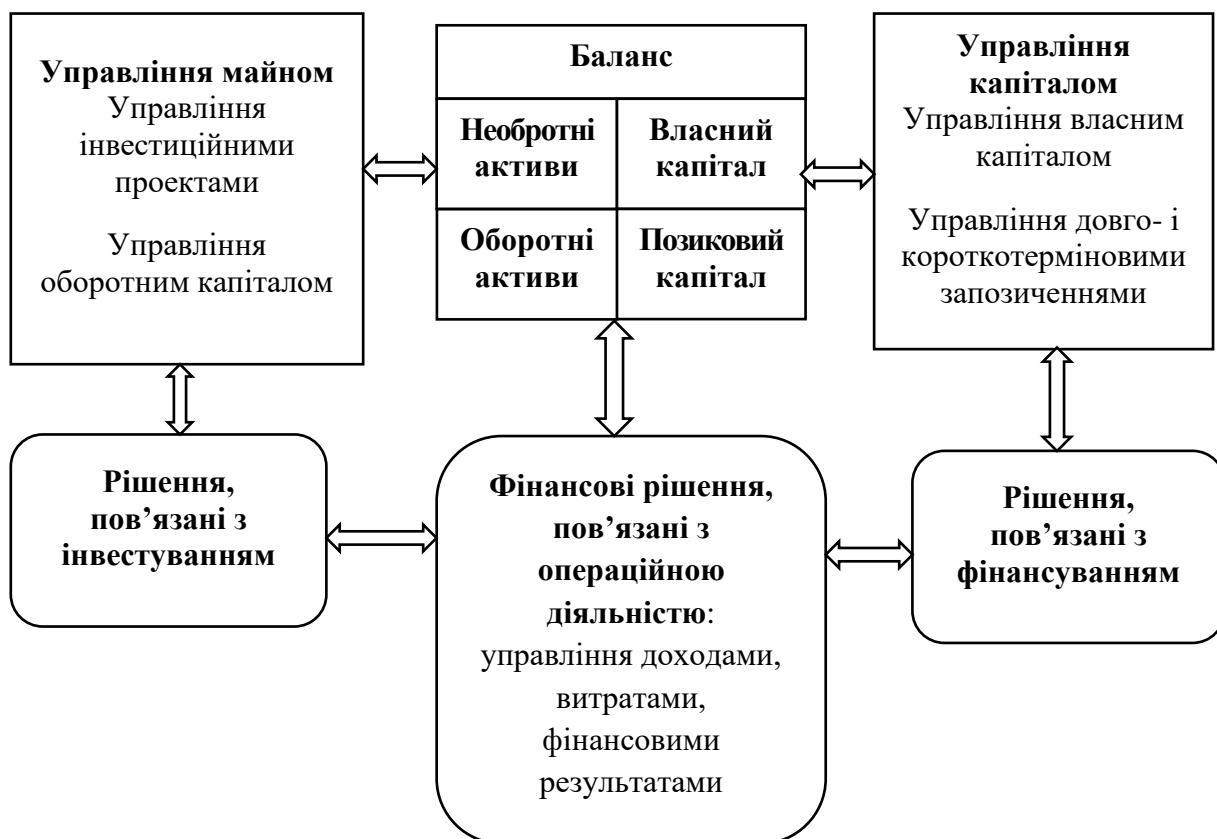 Управління майном
Управління
інвестиційними
проектами
Управління
оборотним капіталом
Баланс
Необротні
активи
Власний
капітал
Оборотні
активи
Позиковий
капітал
Управління
капіталом
Управління власним
капіталом
Управління довго- і
короткотерміновими
запозиченнями
Рішення,
пов’язані з
інвестуванням
Фінансові рішення,
пов’язані з
операційною
діяльністю:
управління доходами,
витратами,
фінансовими
результатами
Рішення,
пов’язані з
фінансуванням